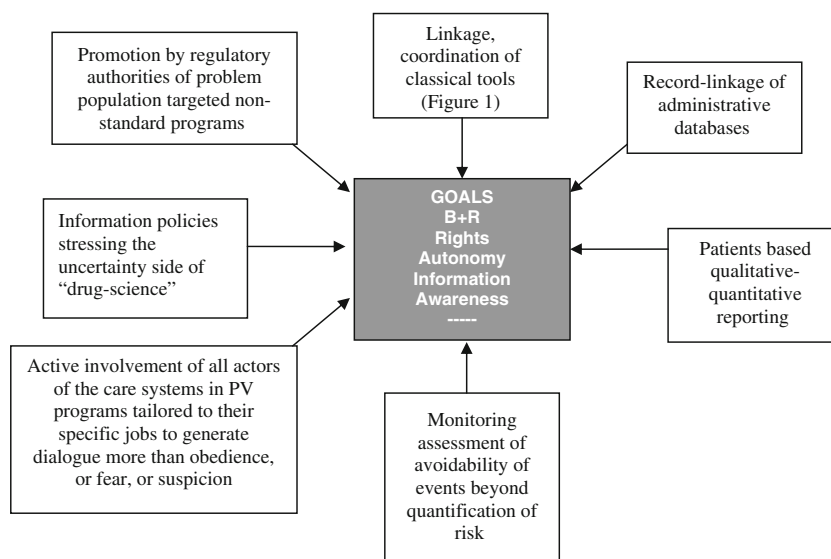 Promotion by regulatory
authorities of problem
population targeted non-
standard programs
Linkage,
coordination of
classical tools
(Figure 1)
Record-linkage of
administrative
databases
Information policies
stressing the
uncertainty side of
“drug-science”
GOALS
B+R
Rights
Autonomy
Information
Awareness
-----
Patients based
qualitative-
quantitative
reporting
Active involvement of all actors
of the care systems in PV
programs tailored to their
specific jobs to generate
dialogue more than obedience,
or fear, or suspicion
Monitoring
assessment of
avoidability of
events beyond
quantification of
risk